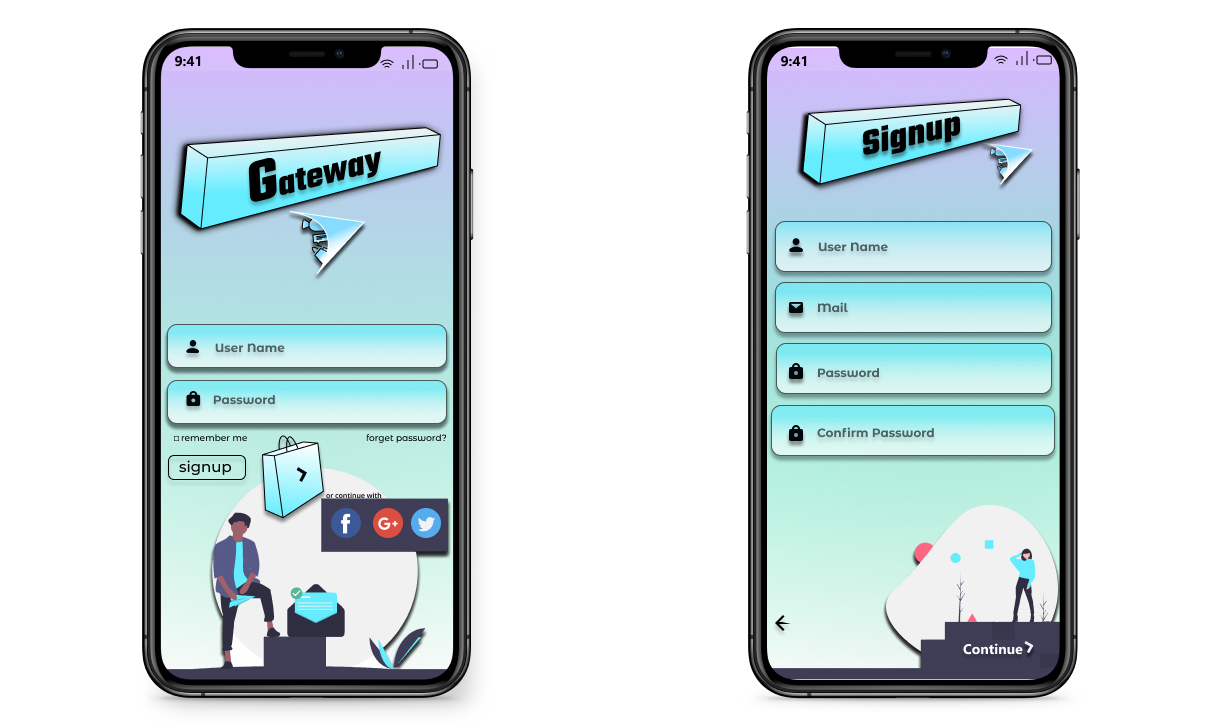 9:41
Gateway
User Name
Password
remember me
forget password?
signup
or continue with
f
G+
9:41
Signup
User Name
Mail
Password
Confirm Password
Continue